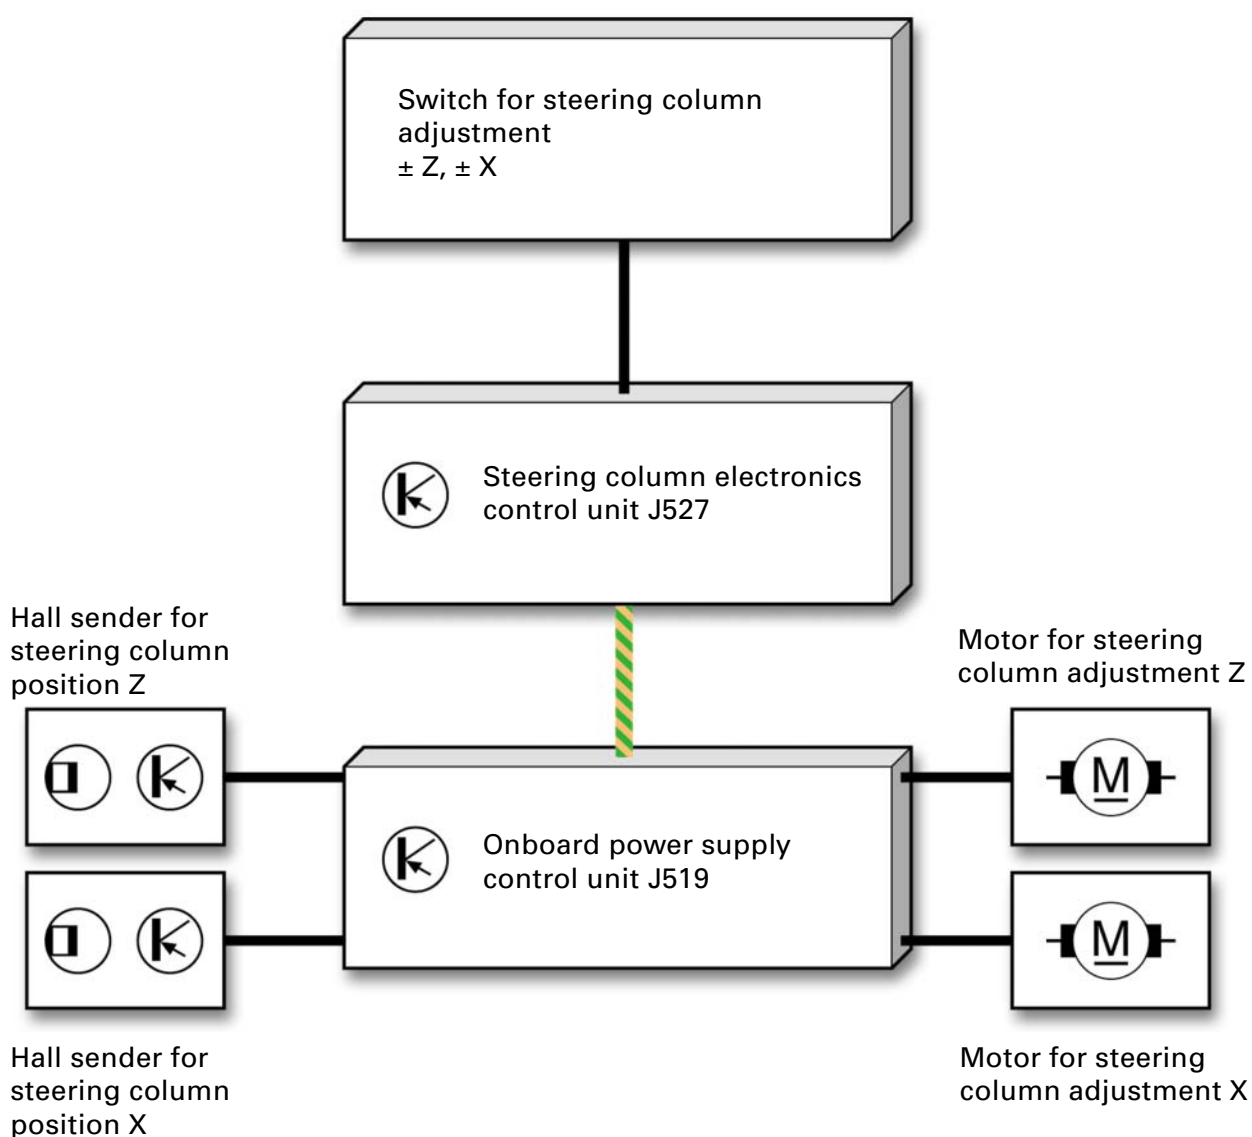 Switch for steering column
adjustment
± Z, ± X
Steering column electronics
control unit J527
Hall sender for
steering column
position Z
Motor for steering
column adjustment Z
Onboard power supply
control unit J519
M
M
Hall sender for
steering column
position X
Motor for steering
column adjustment X